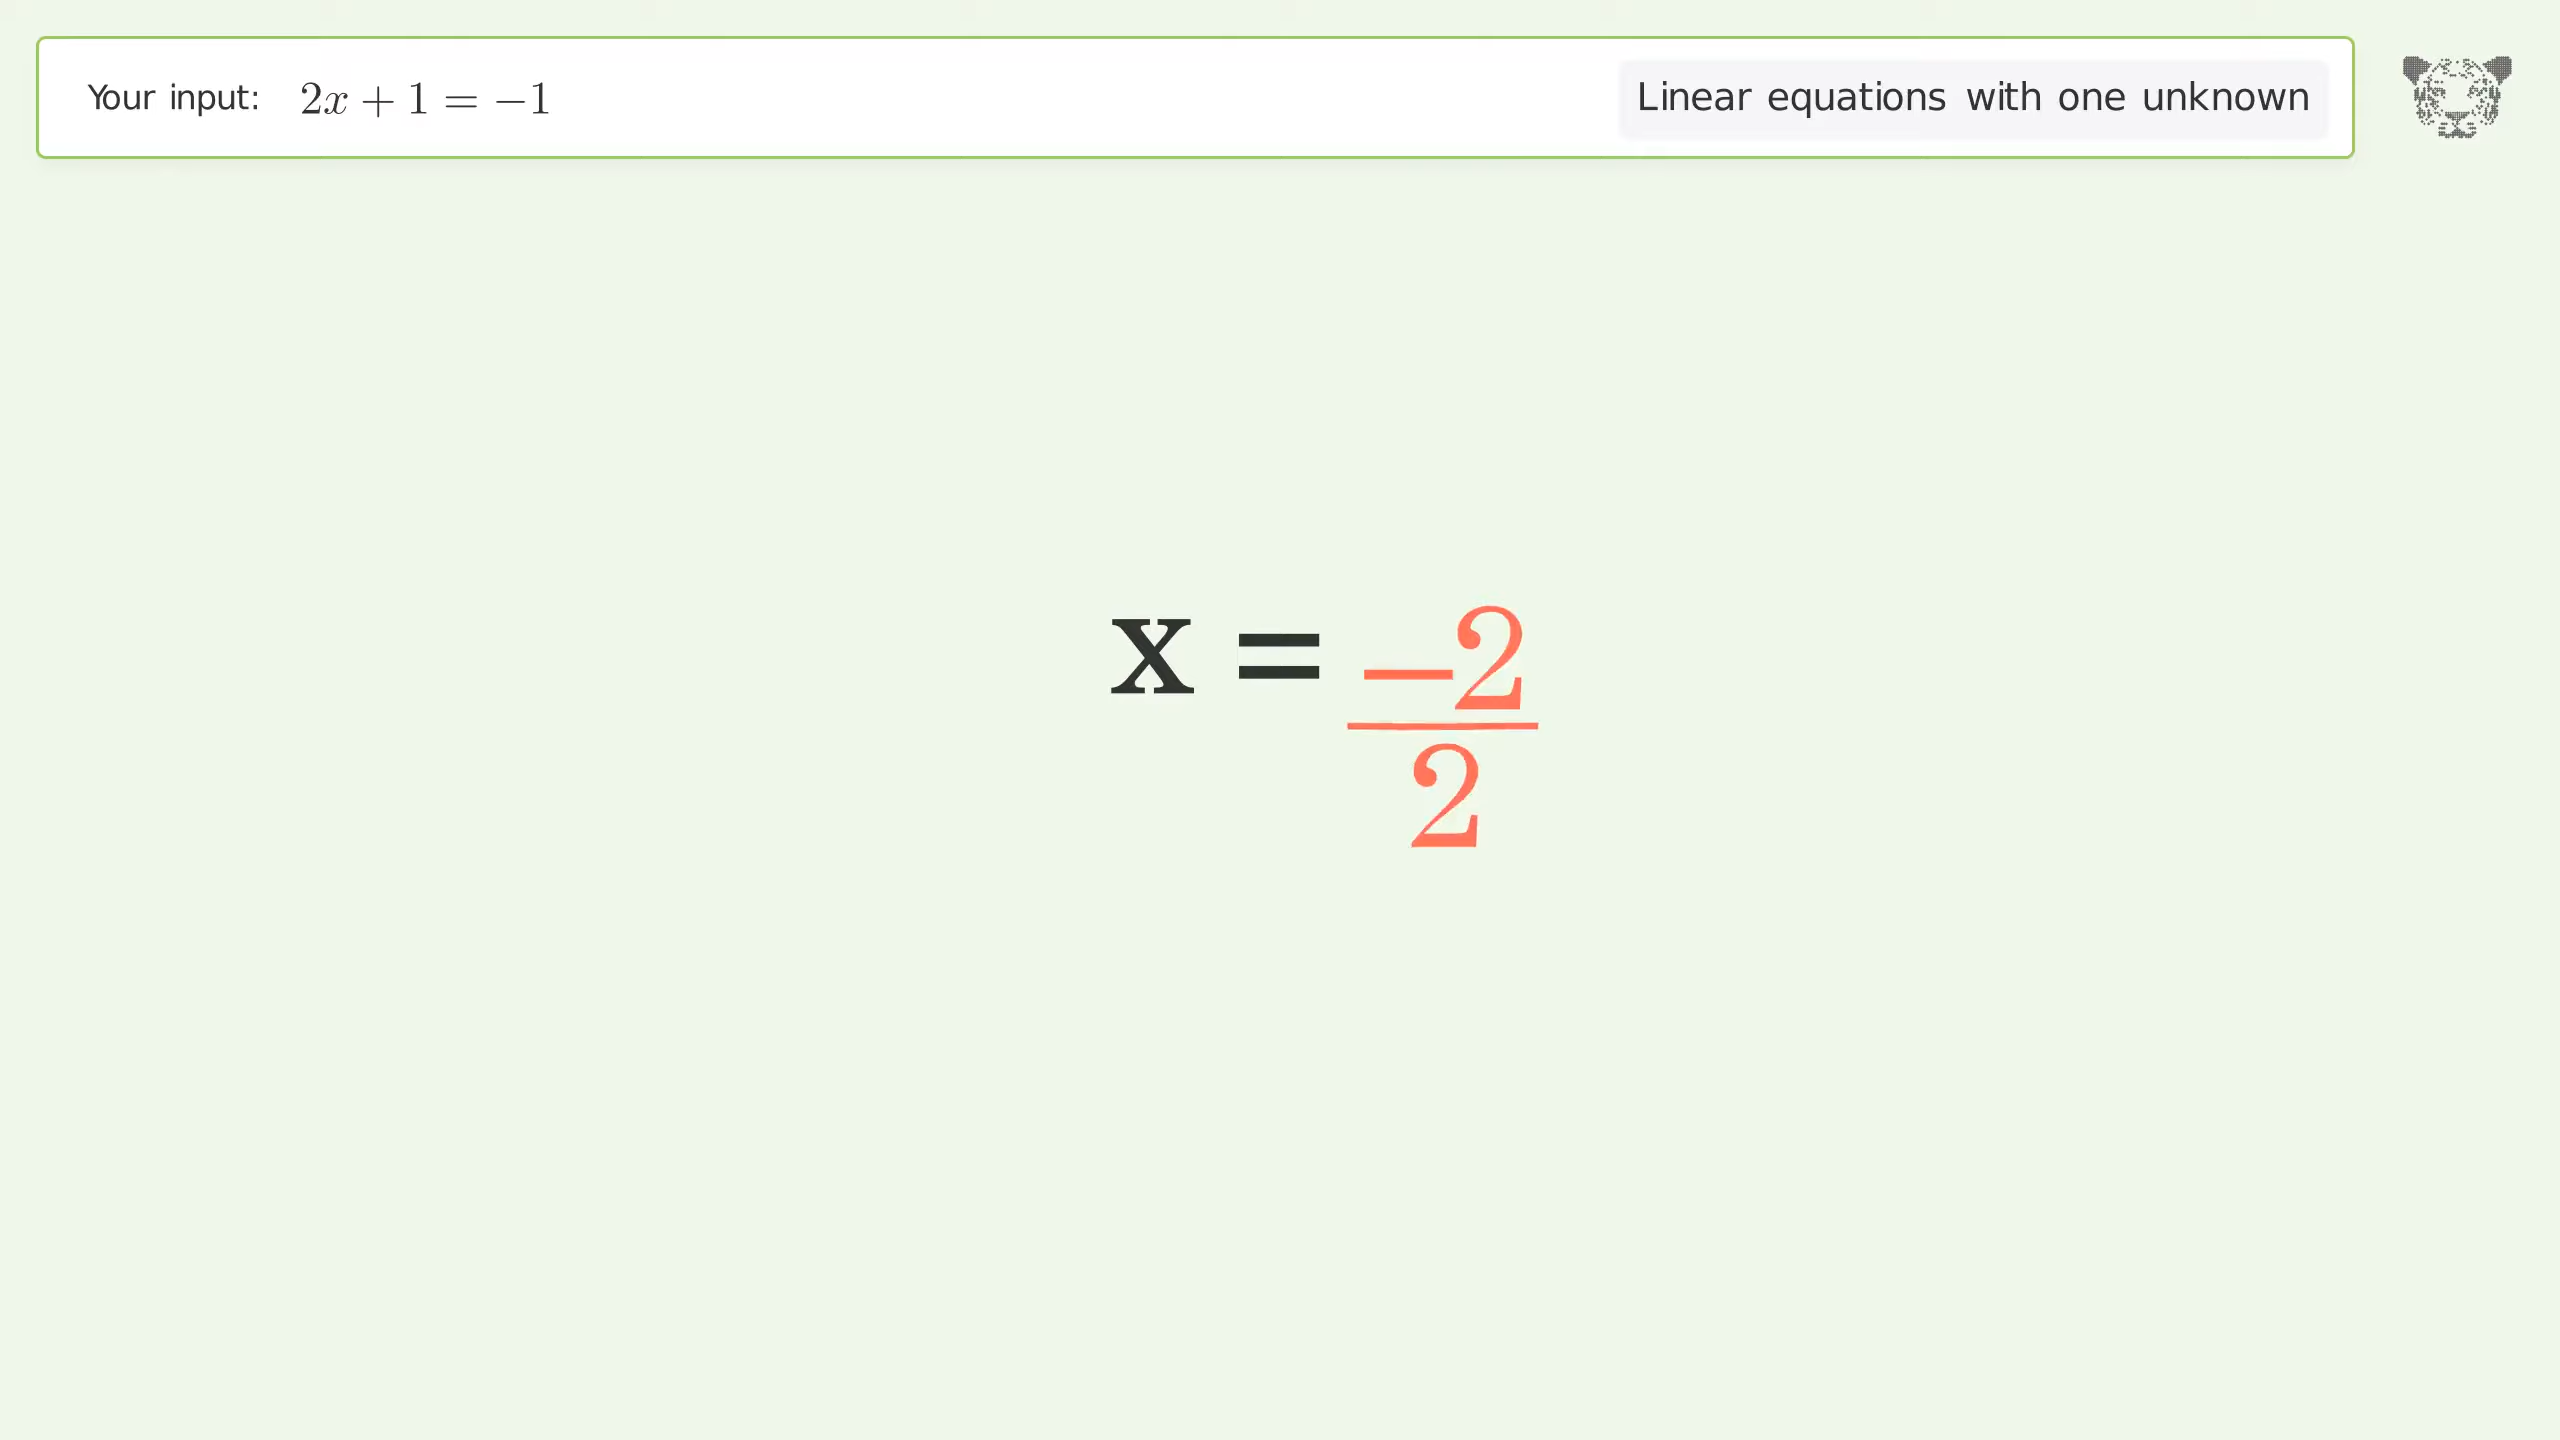 Your input: 2x + 1 = −1
Linear equations with one unknown
x = −2/2